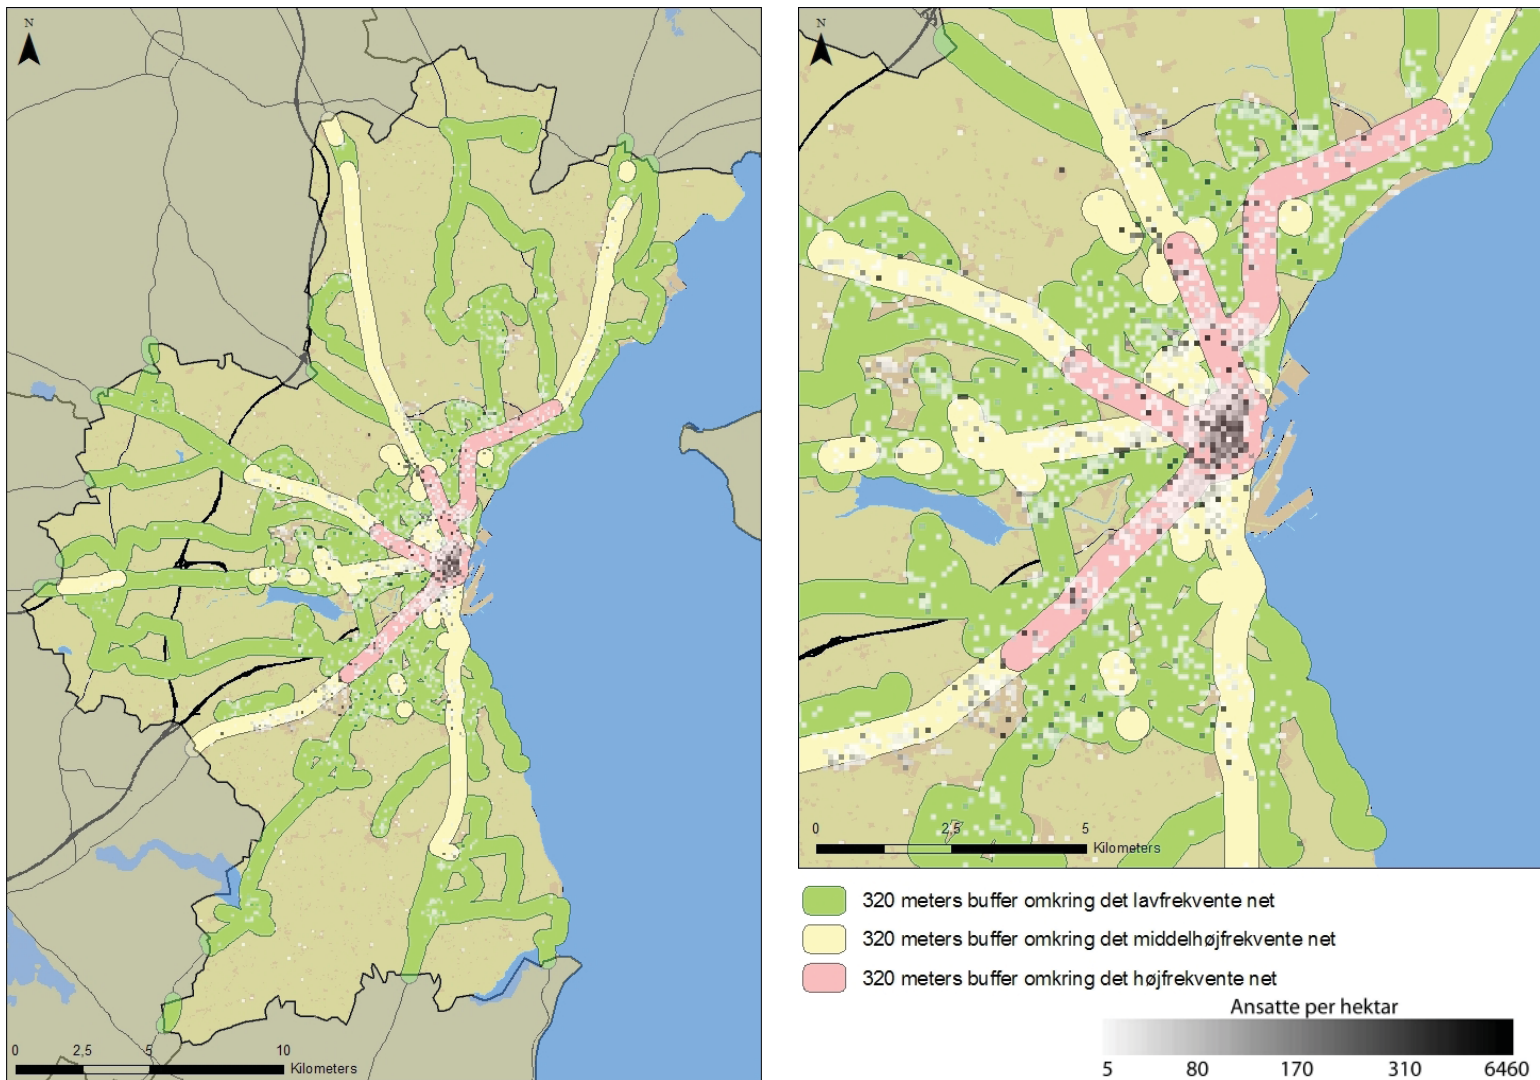 N
0 2,5 5 10
Kilometers
N
0 2,5 5
Kilometers
320 meters buffer omkring det lavfrekvente net
320 meters buffer omkring det middelhøjfrekvente net
320 meters buffer omkring det højfrekvente net
Ansatte per hektar
5 80 170 310 6460